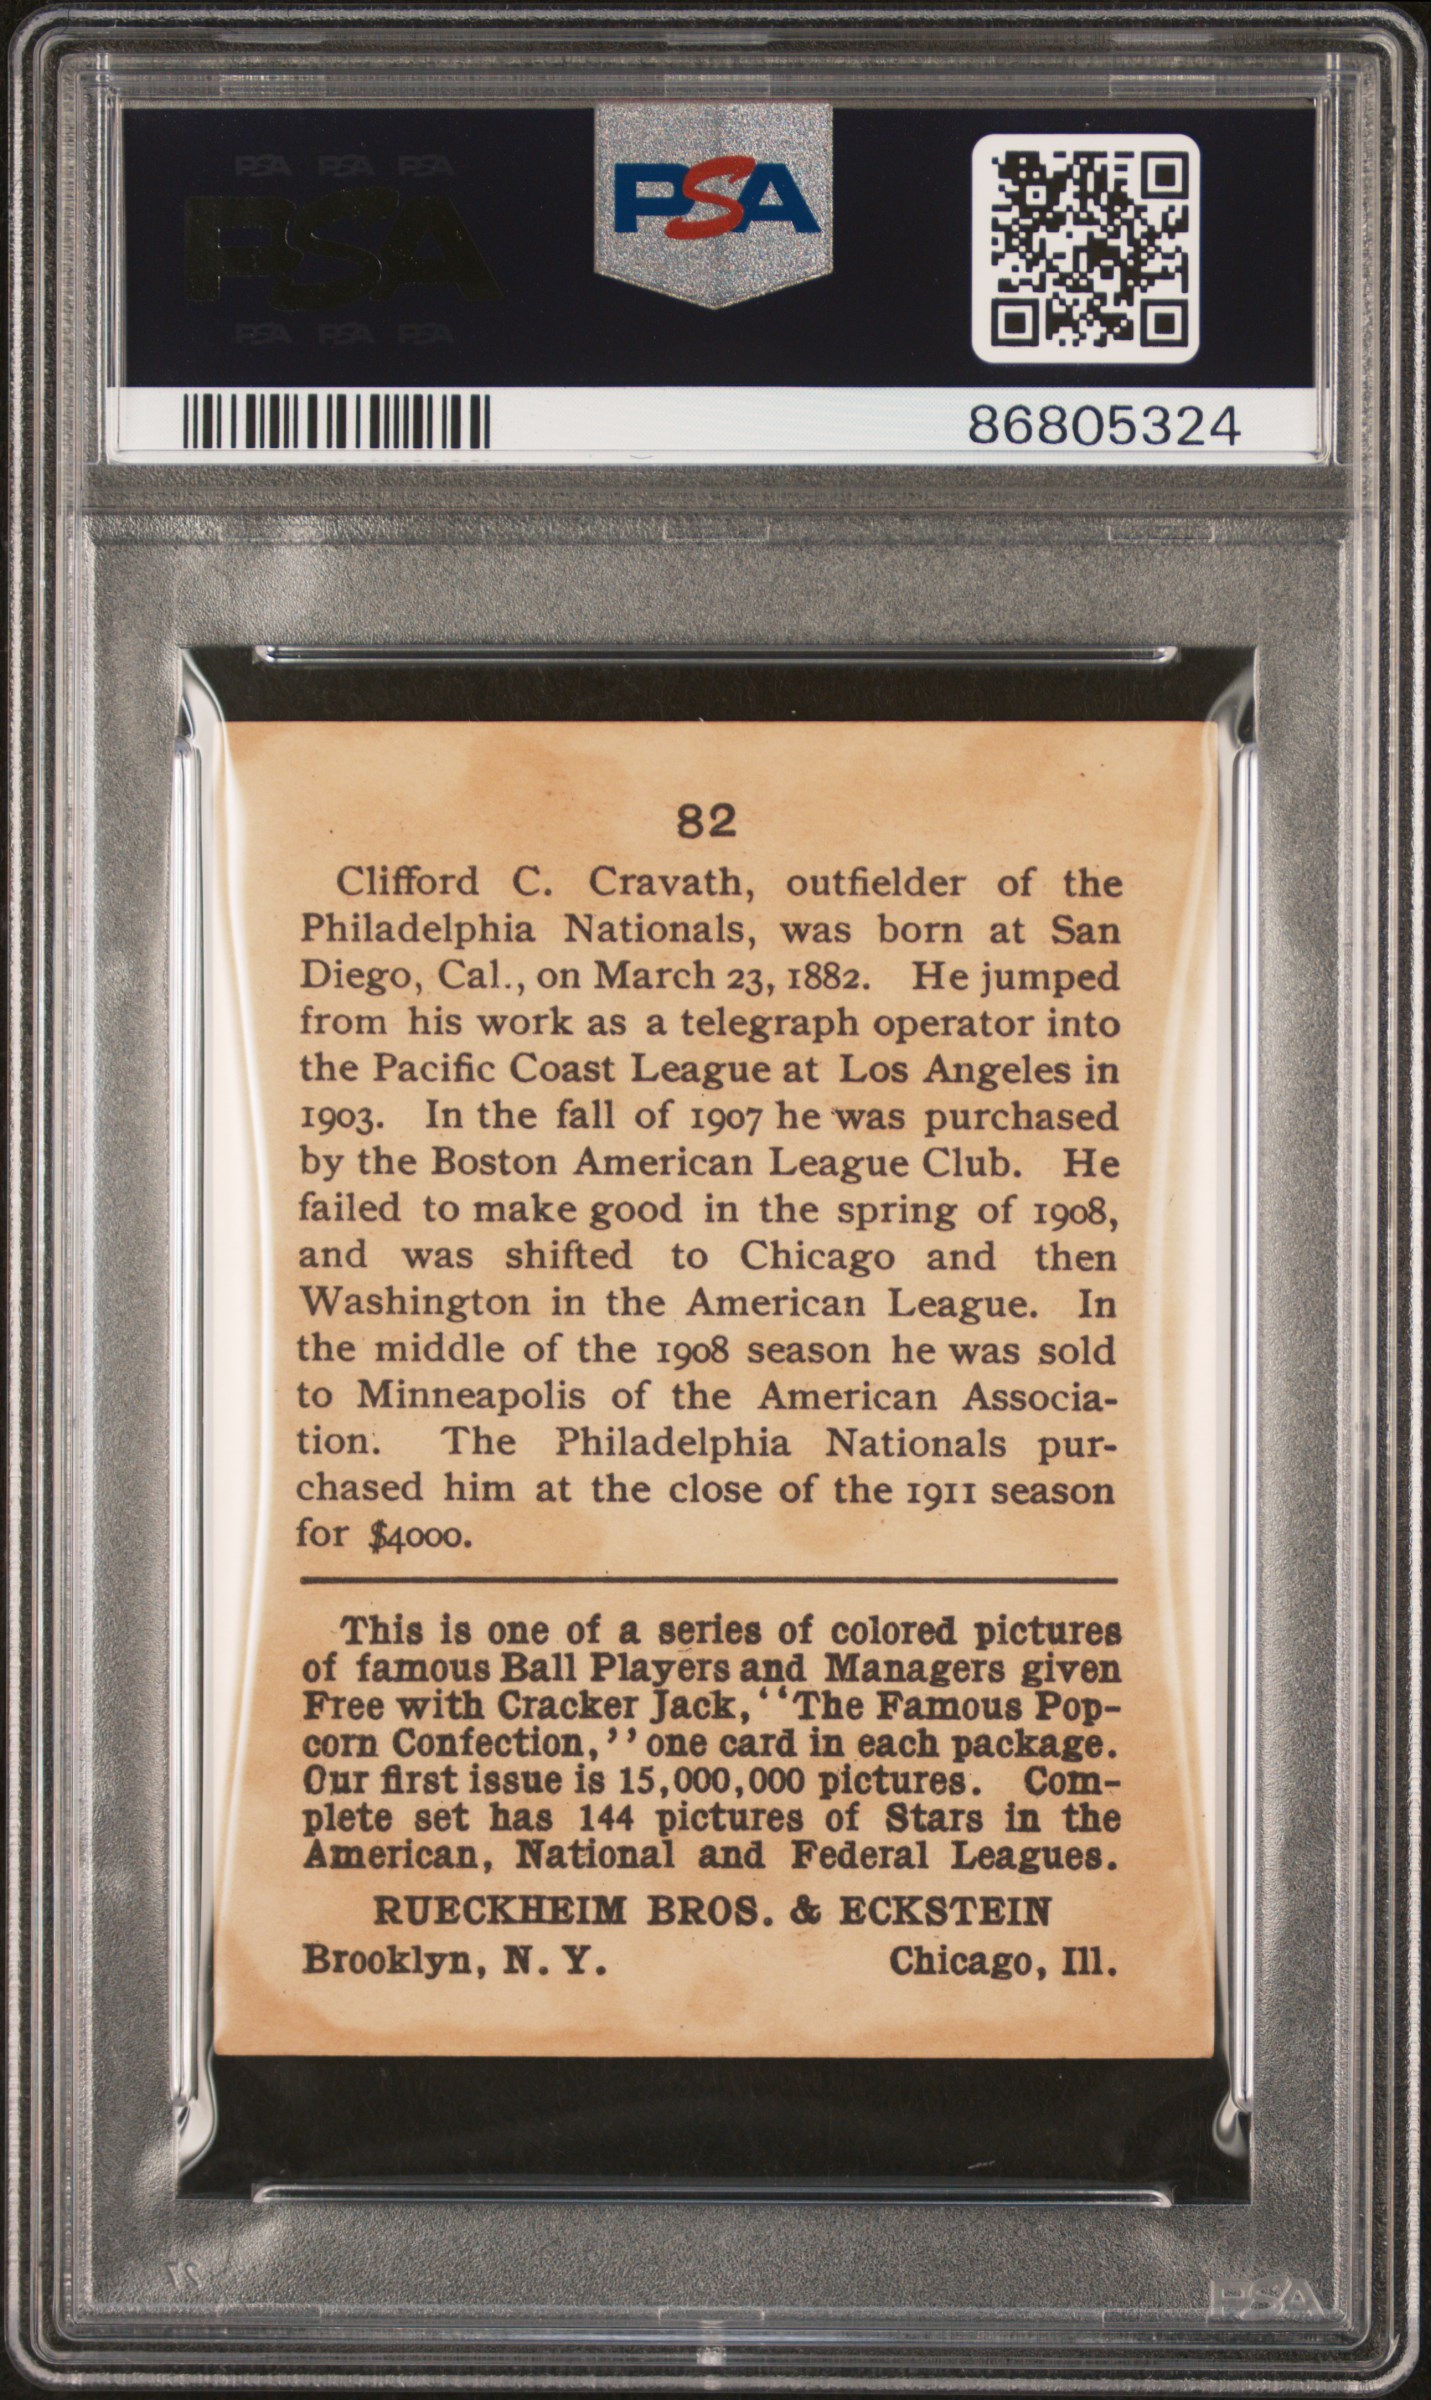 PSA PSA PSA
PSA
PSA PSA PSA
PSA
86805324
82
Clifford C. Cravath, outfielder of the
Philadelphia Nationals, was born at San
Diego, Cal., on March 23, 1882. He jumped
from his work as a telegraph operator into
the Pacific Coast League at Los Angeles in
1903. In the fall of 1907 he was purchased
by the Boston American League Club. He
failed to make good in the spring of 1908,
and was shifted to Chicago and then
Washington in the American League. In
the middle of the 1908 season he was sold
to Minneapolis of the American Associa-
tion. The Philadelphia Nationals pur-
chased him at the close of the 1911 season
for $4000.
This is one of a series of colored pictures
of famous Ball Players and Managers given
Free with Cracker Jack, "The Famous Pop-
corn Confection," one card in each package.
Our first issue is 15,000,000 pictures. Com-
plete set has 144 pictures of Stars in the
American, National and Federal Leagues.
RUECKHEIM BROS. & ECKSTEIN
Brooklyn, N. Y. Chicago, Ill.
PSA